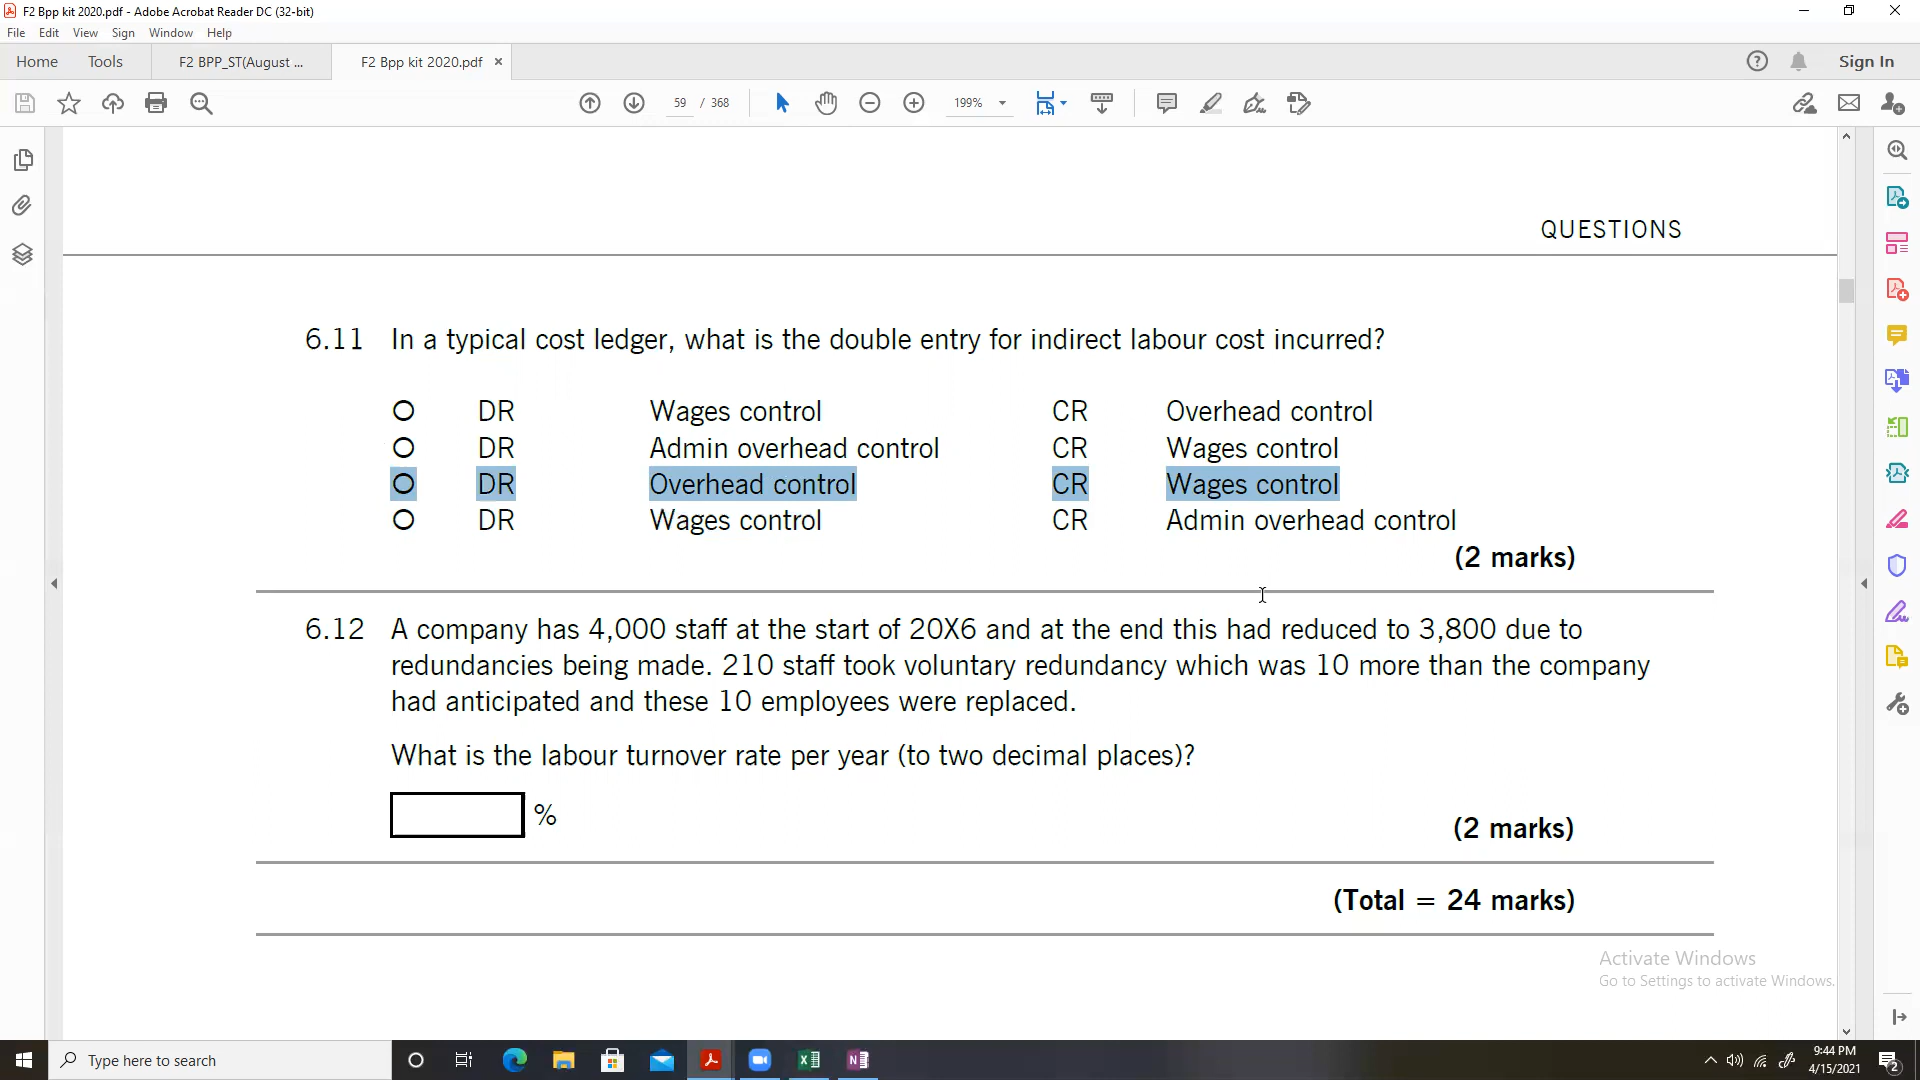 F2 Bpp kit 2020.pdf - Adobe Acrobat Reader DC (32-bit)
File Edit View Sign Window Help
Home Tools F2 BPP_ST(August ... F2 Bpp kit 2020.pdf × Sign In
59 / 368 199%
QUESTIONS
6.11 In a typical cost ledger, what is the double entry for indirect labour cost incurred?
DR Wages control CR Overhead control
DR Admin overhead control CR Wages control
DR Overhead control CR Wages control
DR Wages control CR Admin overhead control
(2 marks)
6.12 A company has 4,000 staff at the start of 20X6 and at the end this had reduced to 3,800 due to
redundancies being made. 210 staff took voluntary redundancy which was 10 more than the company
had anticipated and these 10 employees were replaced.
What is the labour turnover rate per year (to two decimal places)?
%
(2 marks)
(Total = 24 marks)
Activate Windows
Go to Settings to activate Windows.
Type here to search
9:44 PM
4/15/2021
2